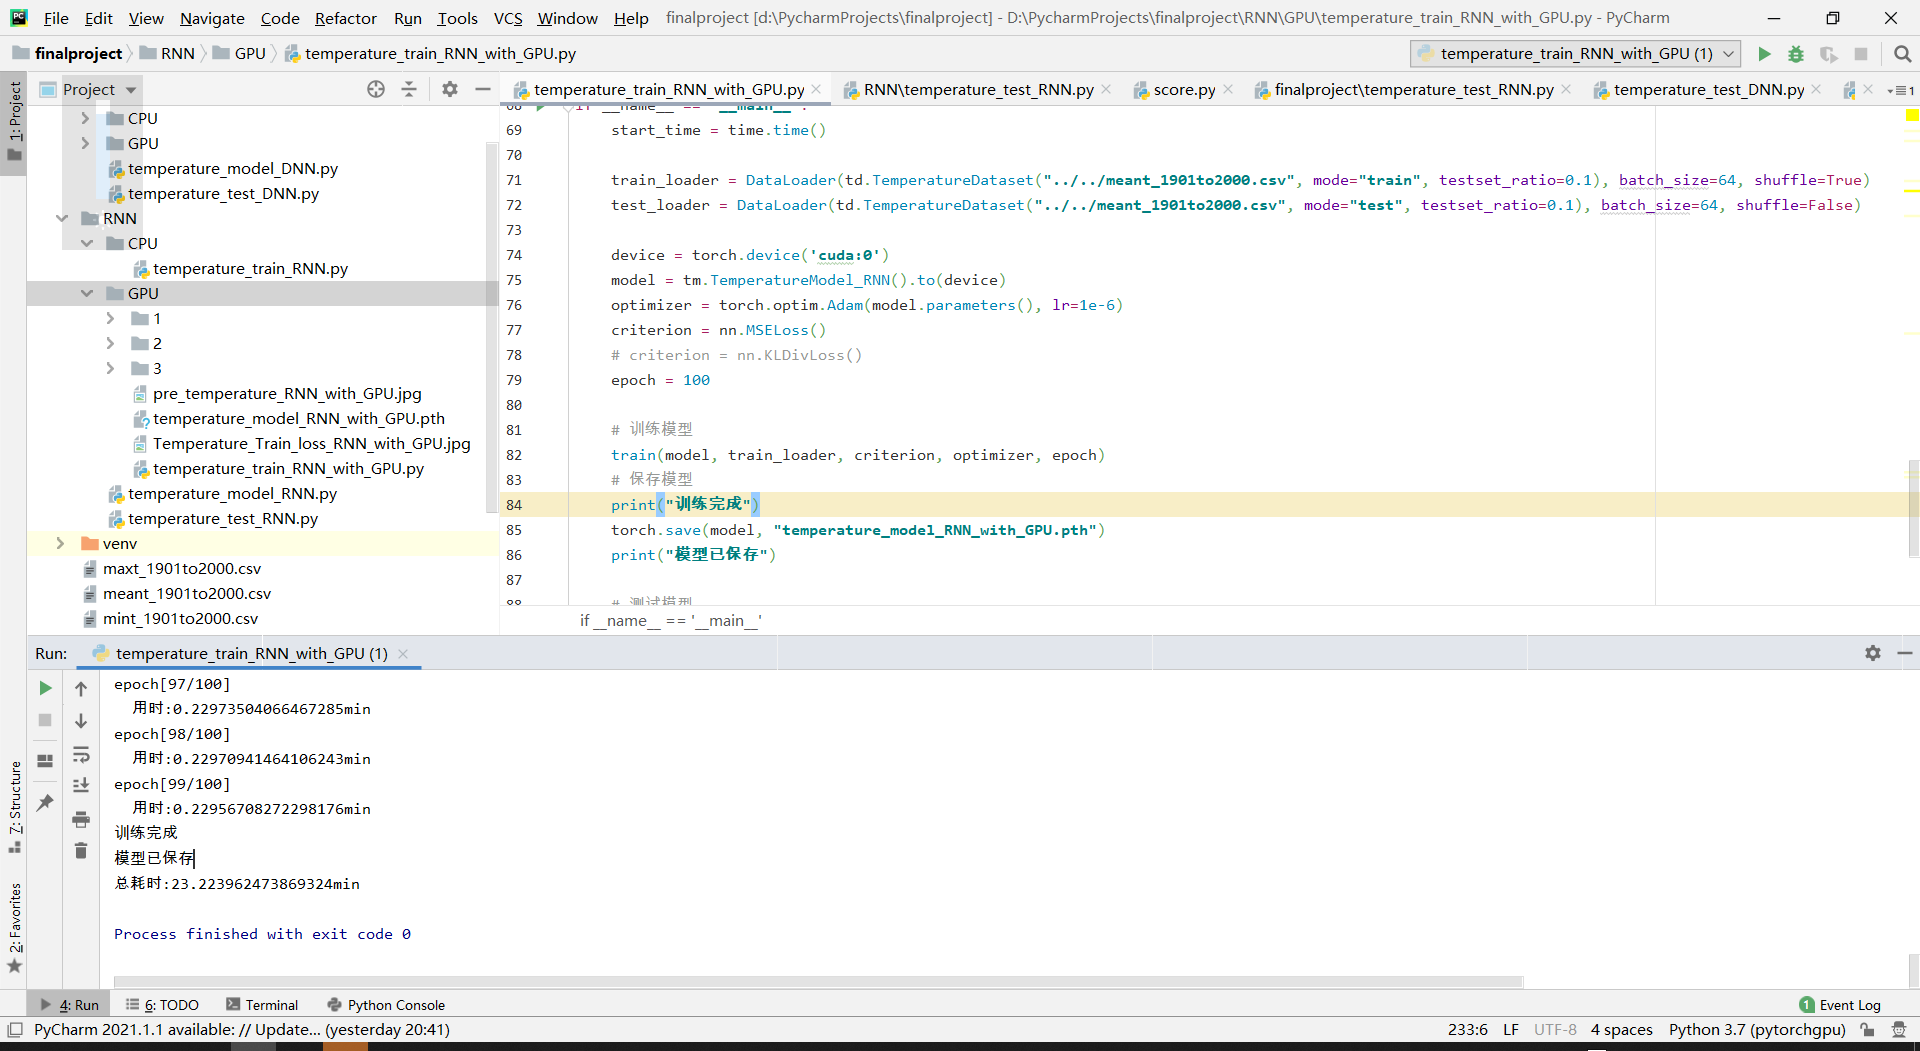 File Edit View Navigate Code Refactor Run Tools VCS Window Help finalproject [d:\PycharmProjects\finalproject] - D:\PycharmProjects\finalproject\RNN\GPU\temperature_train_RNN_with_GPU.py - PyCharm
finalproject RNN GPU temperature_train_RNN_with_GPU.py temperature_train_RNN_with_GPU (1)
1: Project
Project
temperature_train_RNN_with_GPU.py RNN\temperature_test_RNN.py score.py finalproject\temperature_test_RNN.py temperature_test_DNN.py 1
CPU
GPU
temperature_model_DNN.py
temperature_test_DNN.py
RNN
CPU
temperature_train_RNN.py
GPU
1
2
3
pre_temperature_RNN_with_GPU.jpg
temperature_model_RNN_with_GPU.pth
Temperature_Train_loss_RNN_with_GPU.jpg
temperature_train_RNN_with_GPU.py
temperature_model_RNN.py
temperature_test_RNN.py
venv
maxt_1901to2000.csv
meant_1901to2000.csv
mint_1901to2000.csv
68 if __name__ == '__main__':
69 start_time = time.time()
70
71 train_loader = DataLoader(td.TemperatureDataset("../../meant_1901to2000.csv", mode="train", testset_ratio=0.1), batch_size=64, shuffle=True)
72 test_loader = DataLoader(td.TemperatureDataset("../../meant_1901to2000.csv", mode="test", testset_ratio=0.1), batch_size=64, shuffle=False)
73
74 device = torch.device('cuda:0')
75 model = tm.TemperatureModel_RNN().to(device)
76 optimizer = torch.optim.Adam(model.parameters(), lr=1e-6)
77 criterion = nn.MSELoss()
78 # criterion = nn.KLDivLoss()
79 epoch = 100
80
81 # 训练模型
82 train(model, train_loader, criterion, optimizer, epoch)
83 # 保存模型
84 print("训练完成")
85 torch.save(model, "temperature_model_RNN_with_GPU.pth")
86 print("模型已保存")
87
88 # 测试模型
if __name__ == '__main__'
Run: temperature_train_RNN_with_GPU (1)
epoch[97/100]
用时:0.22973504066467285min
epoch[98/100]
用时:0.22970941464106243min
epoch[99/100]
用时:0.22956708272298176min
训练完成
模型已保存
总耗时:23.223962473869324min
Process finished with exit code 0
7: Structure
2: Favorites
4: Run 6: TODO Terminal Python Console 1 Event Log
PyCharm 2021.1.1 available: // Update... (yesterday 20:41) 233:6 LF UTF-8 4 spaces Python 3.7 (pytorchgpu)